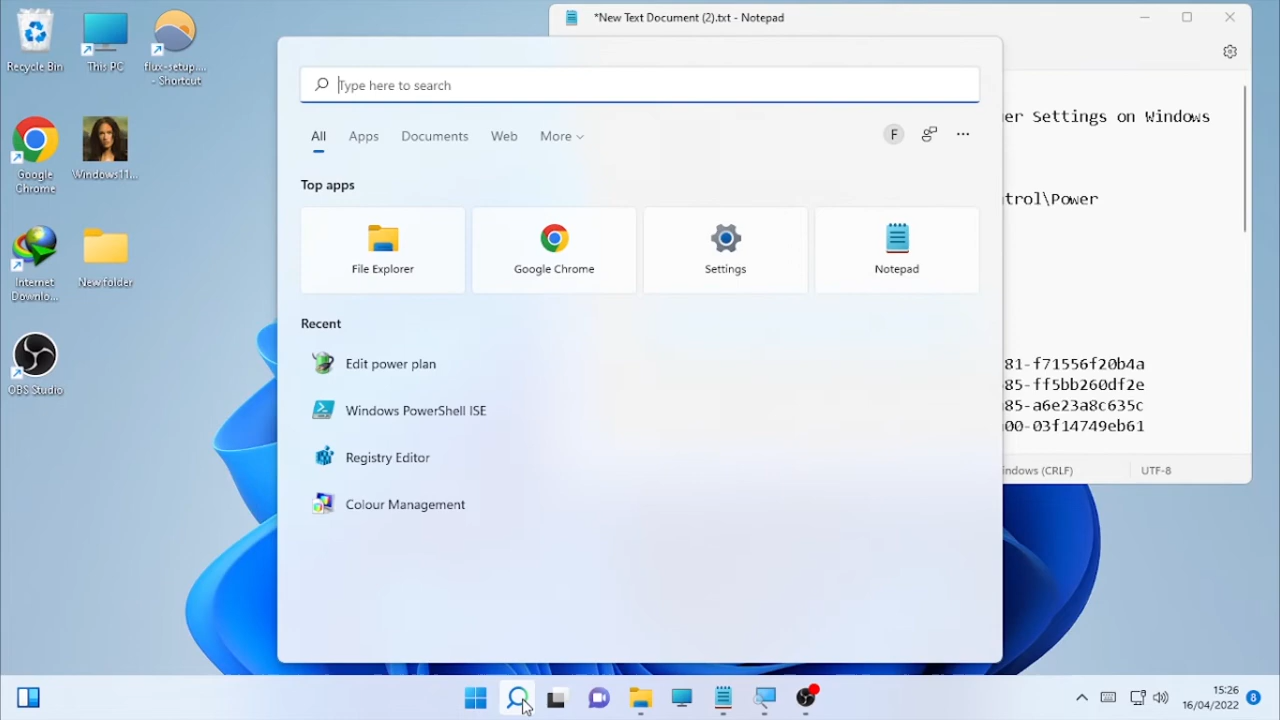 *New Text Document (2).txt - Notepad
Recycle Bin
This PC
flux-setup....
- Shortcut
Type here to search
All
Apps
Documents
Web
More
F
er Settings on Windows
Google
Chrome
Windows11...
Top apps
trol\Power
File Explorer
Google Chrome
Settings
Notepad
Internet
Downlo...
New folder
Recent
Edit power plan
81-f71556f20b4a
85-ff5bb260df2e
OBS Studio
Windows PowerShell ISE
85-a6e23a8c635c
00-03f14749eb61
Registry Editor
ndows (CRLF)
UTF-8
Colour Management
15:26
16/04/2022
8